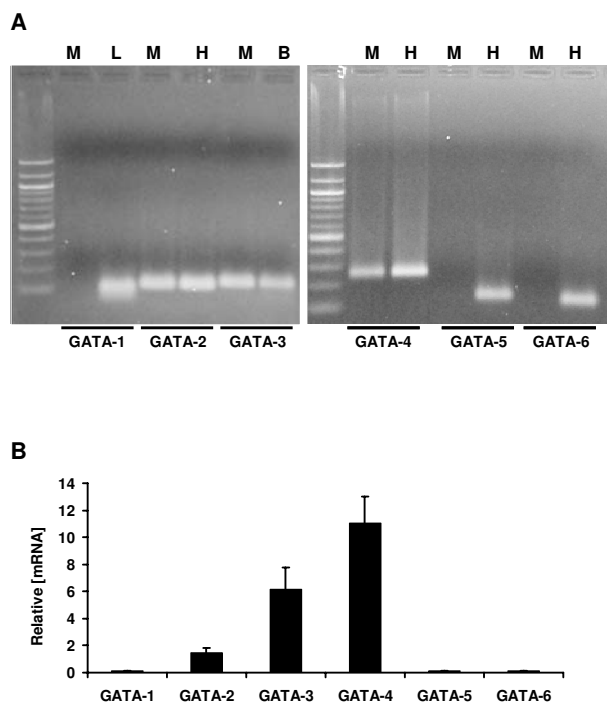 A
M L M H M B M H M H M H
GATA-1 GATA-2 GATA-3 GATA-4 GATA-5 GATA-6
B
Relative [mRNA]
14
12
10
8
6
4
2
0
GATA-1 GATA-2 GATA-3 GATA-4 GATA-5 GATA-6